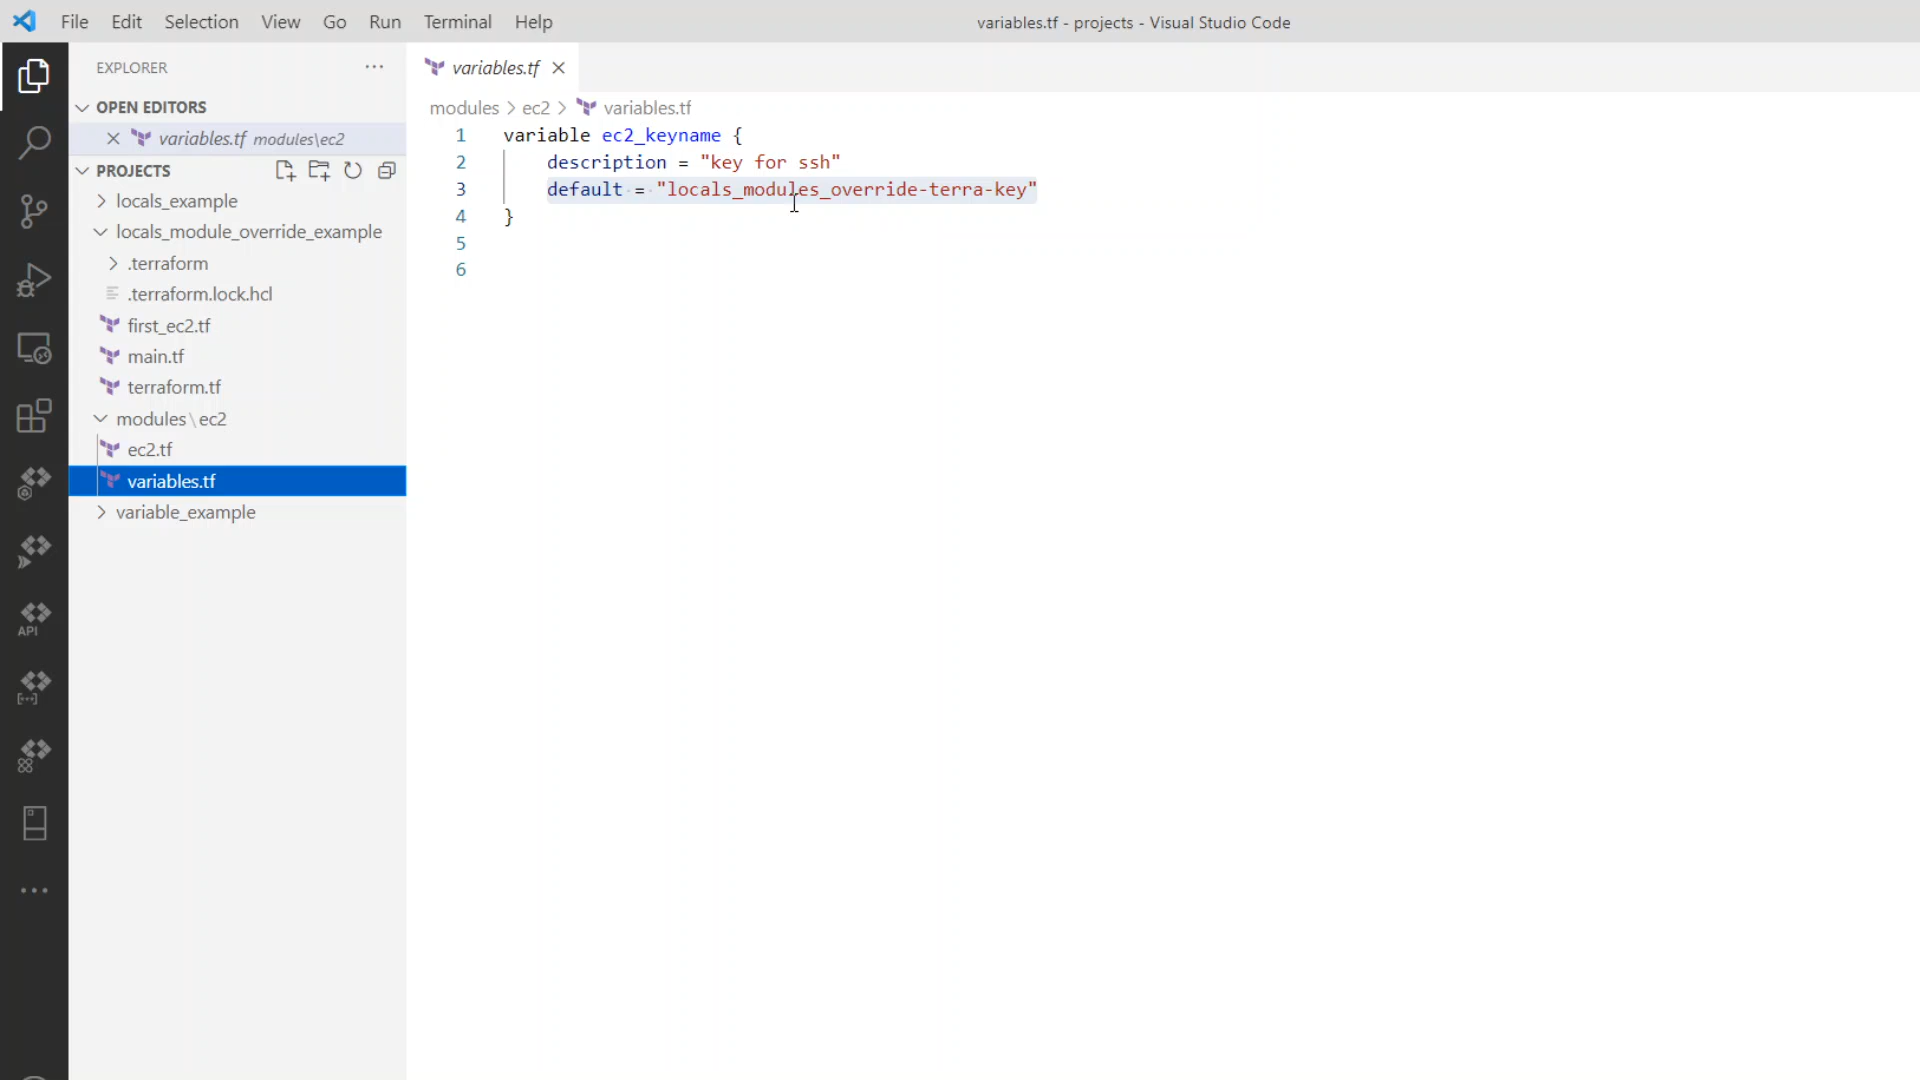 File Edit Selection View Go Run Terminal Help
variables.tf - projects - Visual Studio Code
EXPLORER
OPEN EDITORS
variables.tf modules\ec2
PROJECTS
locals_example
locals_module_override_example
.terraform
.terraform.lock.hcl
first_ec2.tf
main.tf
terraform.tf
modules\ec2
ec2.tf
variables.tf
variable_example
API
variables.tf
modules > ec2 > variables.tf
1 variable ec2_keyname {
2 description = "key for ssh"
3 default = "locals_modules_override-terra-key"
4 }
5
6